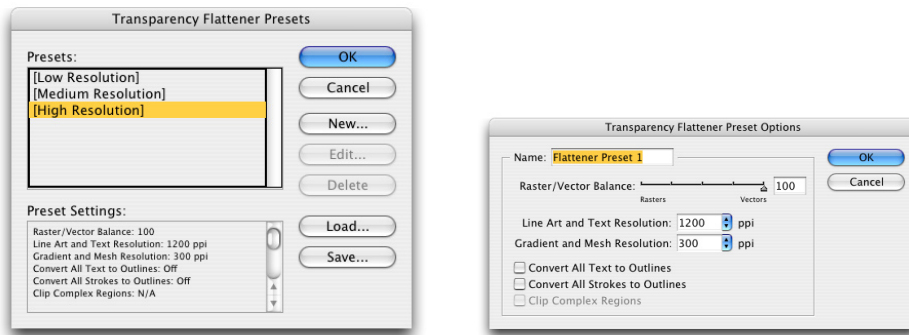 Transparency Flattener Presets
Presets:
[Low Resolution]
[Medium Resolution]
[High Resolution]
OK
Cancel
New...
Edit...
Delete
Load...
Save...
Preset Settings:
Raster/Vector Balance: 100
Line Art and Text Resolution: 1200 ppi
Gradient and Mesh Resolution: 300 ppi
Convert All Text to Outlines: Off
Convert All Strokes to Outlines: Off
Clip Complex Regions: N/A
Transparency Flattener Preset Options
Name: Flattener Preset 1
OK
Cancel
Raster/Vector Balance: 100
Rasters Vectors
Line Art and Text Resolution: 1200 ppi
Gradient and Mesh Resolution: 300 ppi
Convert All Text to Outlines
Convert All Strokes to Outlines
Clip Complex Regions